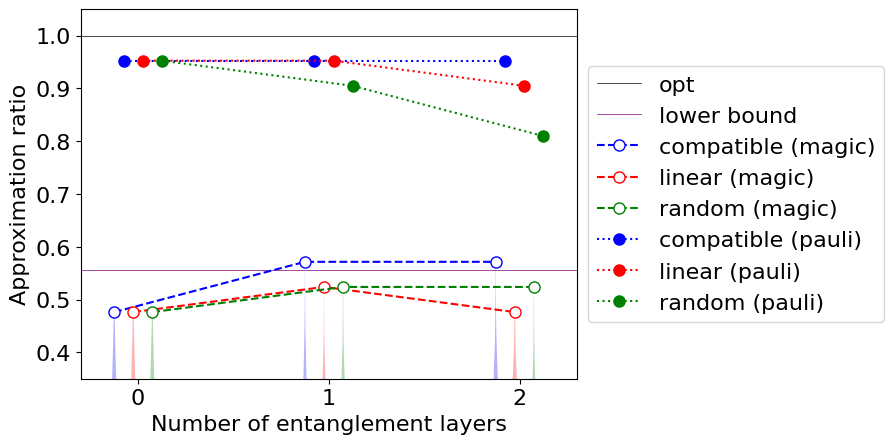 Approximation ratio
1.0
0.9
0.8
0.7
0.6
0.5
0.4
0
1
2
Number of entanglement layers
opt
lower bound
compatible (magic)
linear (magic)
random (magic)
compatible (pauli)
linear (pauli)
random (pauli)